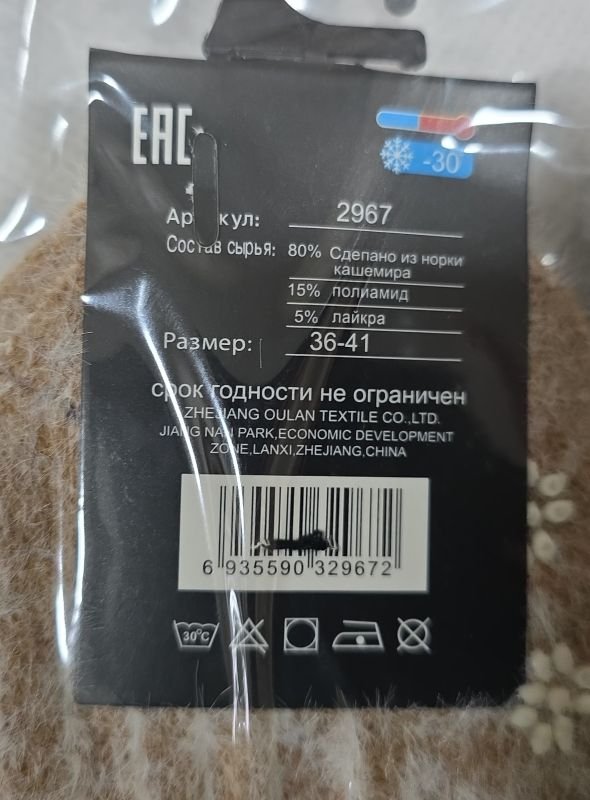 EAC
-30°
Артикул: 2967
Состав сырья: 80% Сдепано из норки
кашемира
15% полиамид
5% лайкра
Размер: 36-41
срок годности не ограничен
ZHEJIANG OULAN TEXTILE CO.,LTD.
JIANG NAN PARK,ECONOMIC DEVELOPMENT
ZONE,LANXI,ZHEJIANG,CHINA
6 935590 329672
30°C